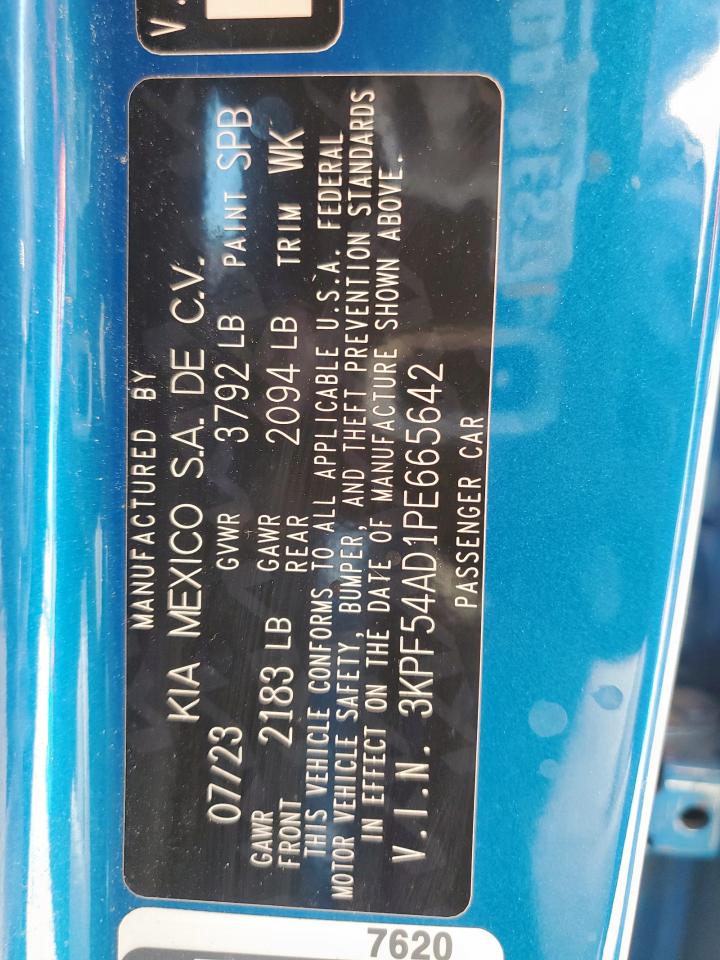 V.
MANUFACTURED BY
KIA MEXICO S.A. DE C.V.
07/23 GVWR 3792 LB PAINT SPB
GAWR FRONT 2183 LB GAWR REAR 2094 LB TRIM WK
THIS VEHICLE CONFORMS TO ALL APPLICABLE U.S.A. FEDERAL
MOTOR VEHICLE SAFETY, BUMPER, AND THEFT PREVENTION STANDARDS
IN EFFECT ON THE DATE OF MANUFACTURE SHOWN ABOVE.
V.I.N. 3KPF54AD1PE665642
PASSENGER CAR
7620